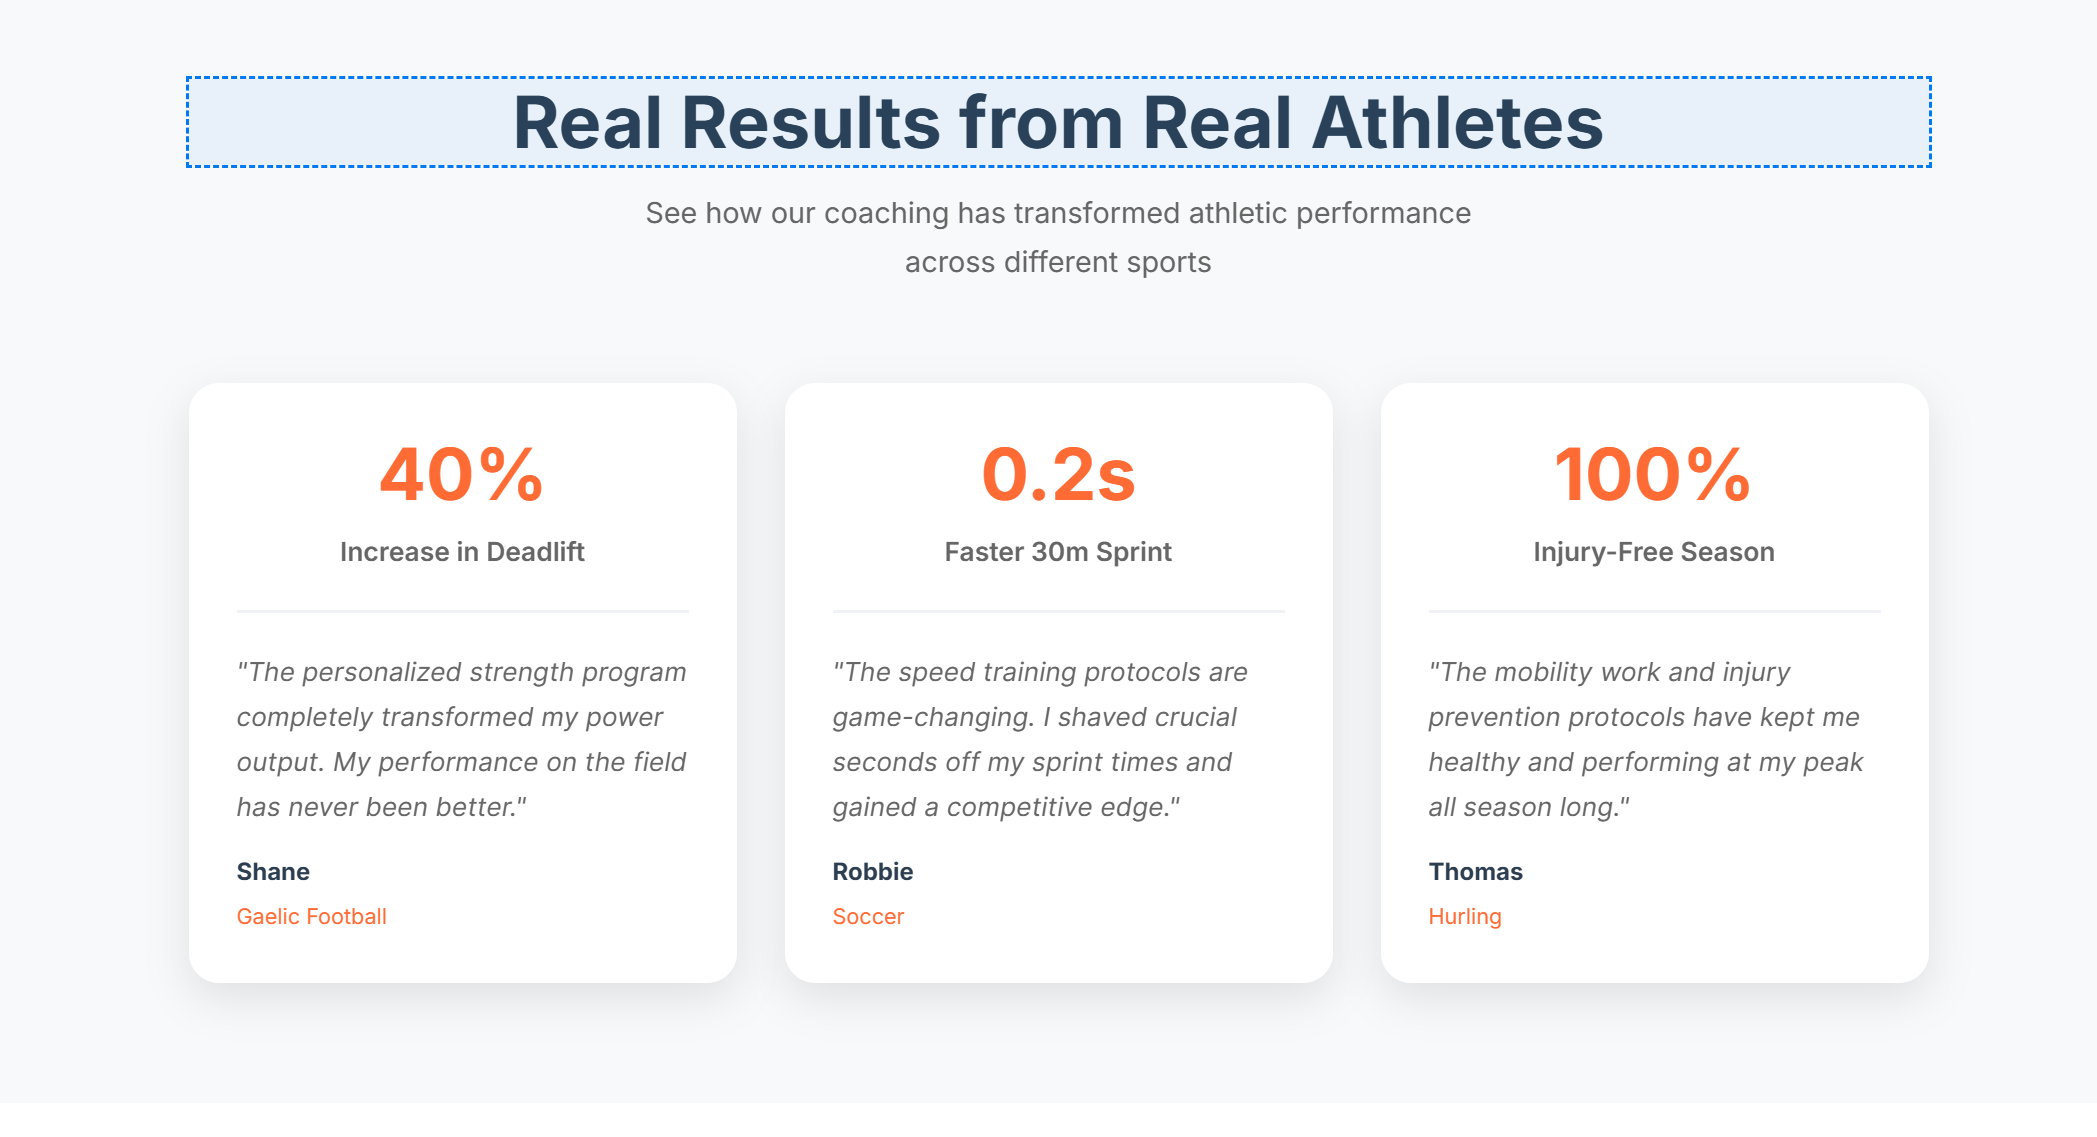 Real Results from Real Athletes
See how our coaching has transformed athletic performance
across different sports
40%
Increase in Deadlift
"The personalized strength program
completely transformed my power
output. My performance on the field
has never been better."
Shane
Gaelic Football
0.2s
Faster 30m Sprint
"The speed training protocols are
game-changing. I shaved crucial
seconds off my sprint times and
gained a competitive edge."
Robbie
Soccer
100%
Injury-Free Season
"The mobility work and injury
prevention protocols have kept me
healthy and performing at my peak
all season long."
Thomas
Hurling